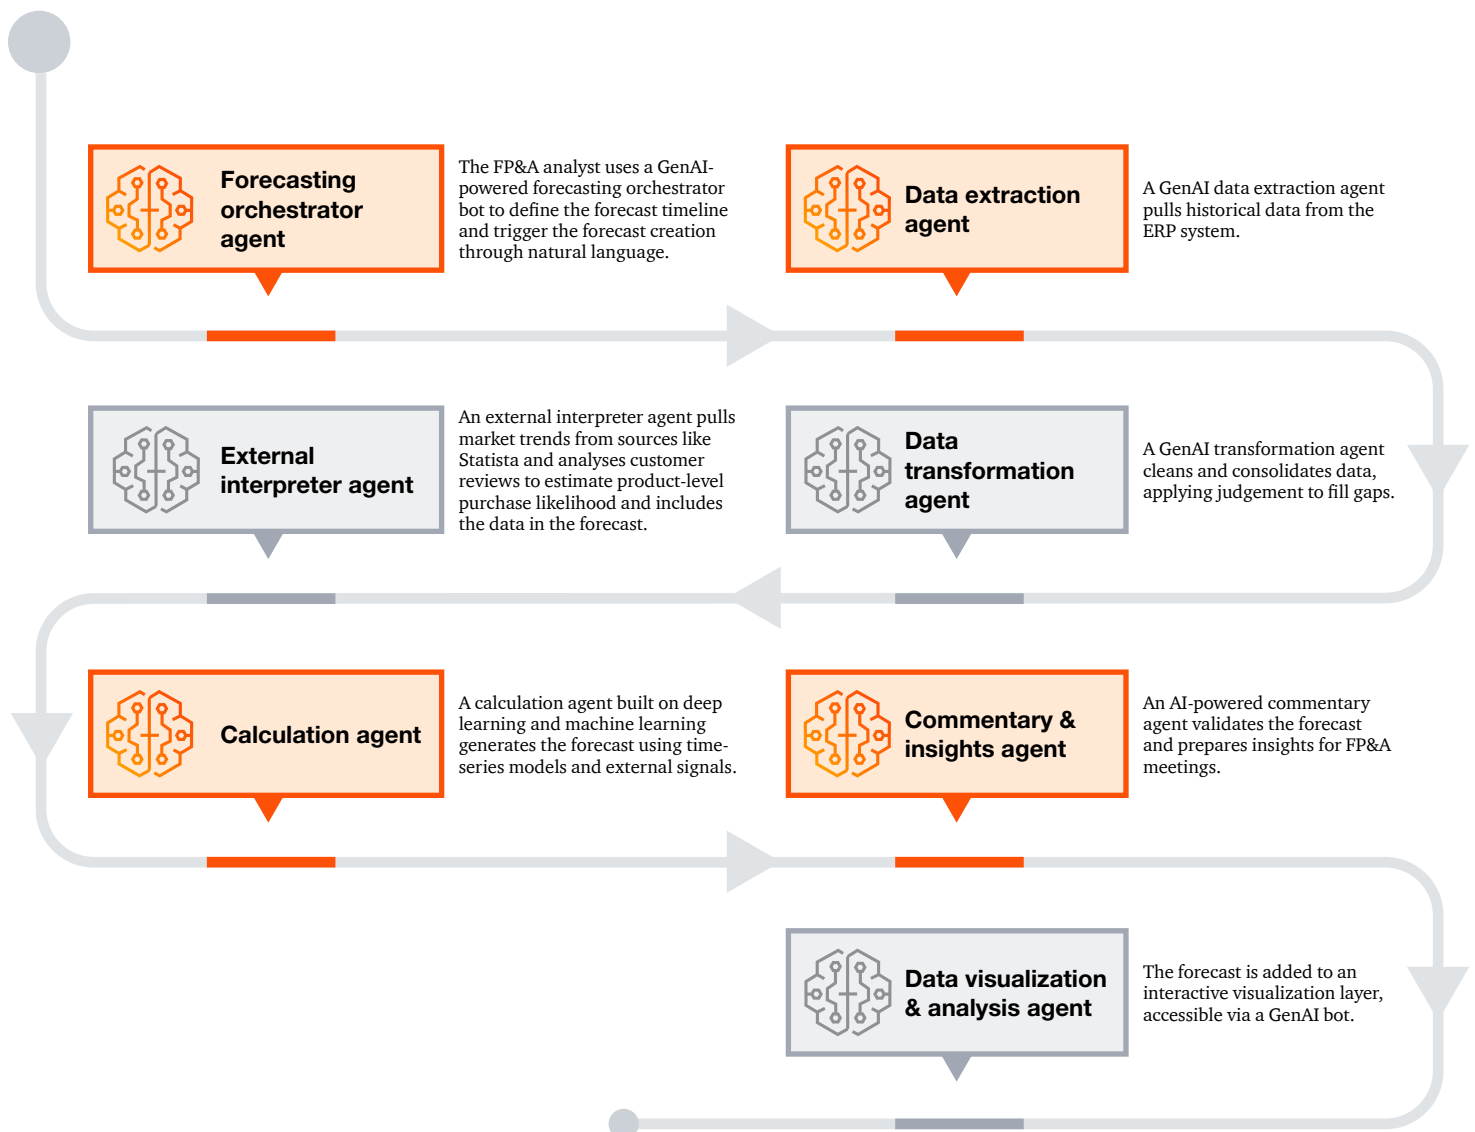 Forecasting
orchestrator
agent
The FP&A analyst uses a GenAI-
powered forecasting orchestrator
bot to define the forecast timeline
and trigger the forecast creation
through natural language.
Data extraction
agent
A GenAI data extraction agent
pulls historical data from the
ERP system.
Data
transformation
agent
A GenAI transformation agent
cleans and consolidates data,
applying judgement to fill gaps.
External
interpreter agent
An external interpreter agent pulls
market trends from sources like
Statista and analyses customer
reviews to estimate product-level
purchase likelihood and includes
the data in the forecast.
Calculation agent
A calculation agent built on deep
learning and machine learning
generates the forecast using time-
series models and external signals.
Commentary &
insights agent
An AI-powered commentary
agent validates the forecast
and prepares insights for FP&A
meetings.
Data visualization
& analysis agent
The forecast is added to an
interactive visualization layer,
accessible via a GenAI bot.